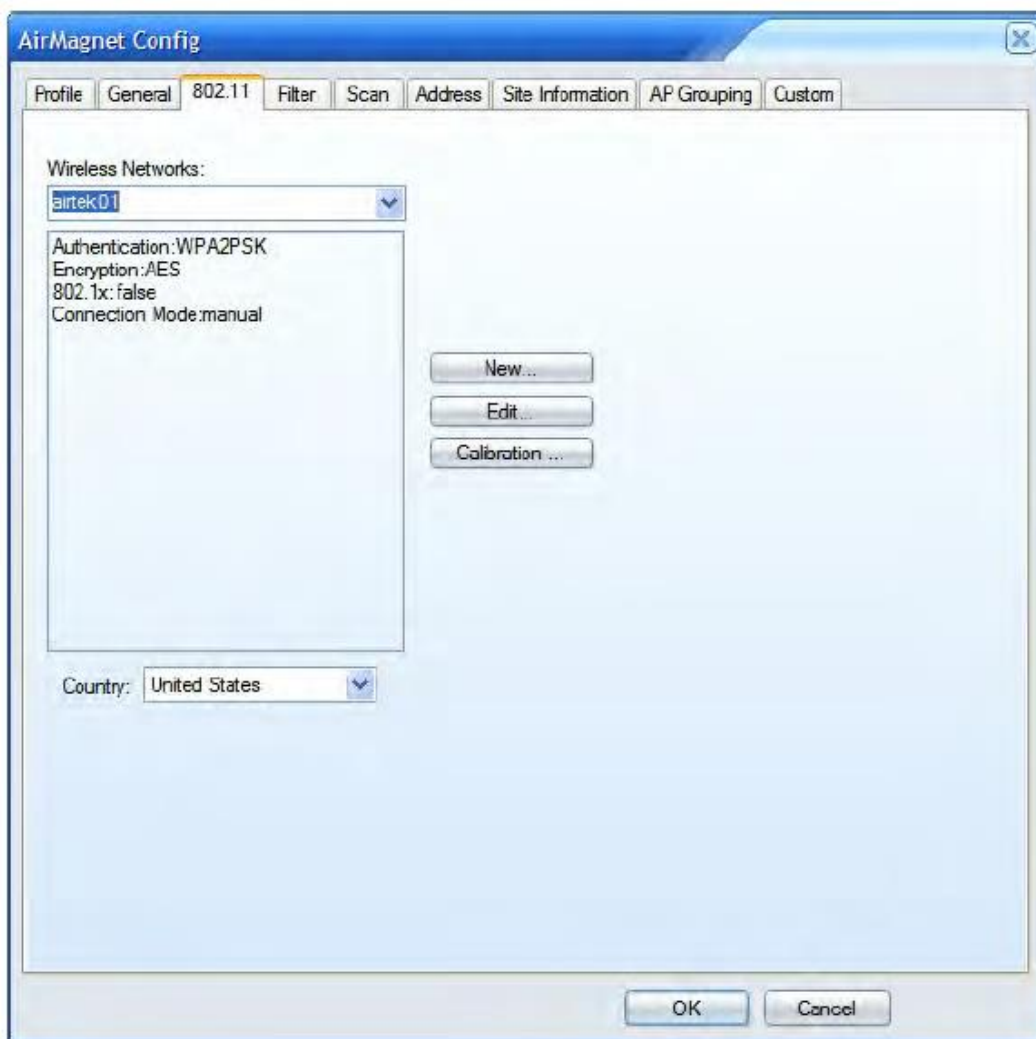 AirMagnet Config
Profile General 802.11 Filter Scan Address Site Information AP Grouping Custom
Wireless Networks:
airtek01
Authentication:WPA2PSK
Encryption:AES
802.1x:false
Connection Mode:manual
New...
Edit...
Calibration ...
Country: United States
OK Cancel